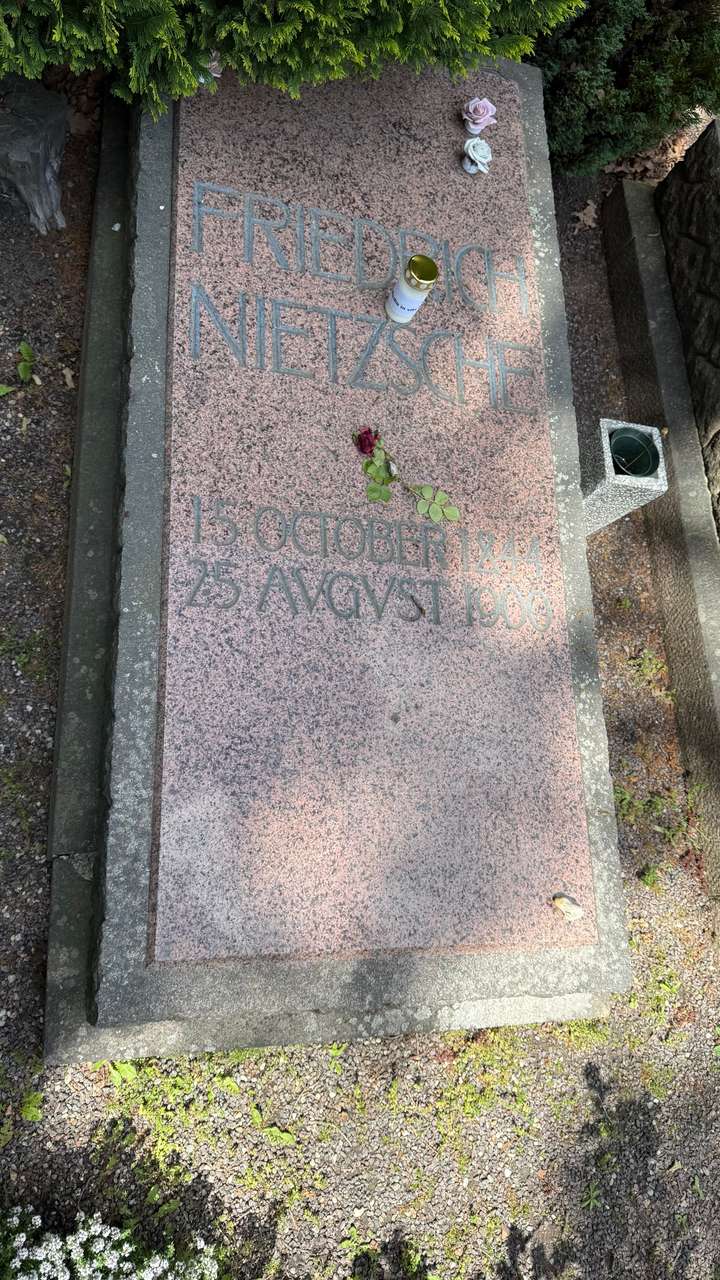 FRIEDRICH
NIETZSCHE
15 OCTOBER 1844
25 AVGVST 1900